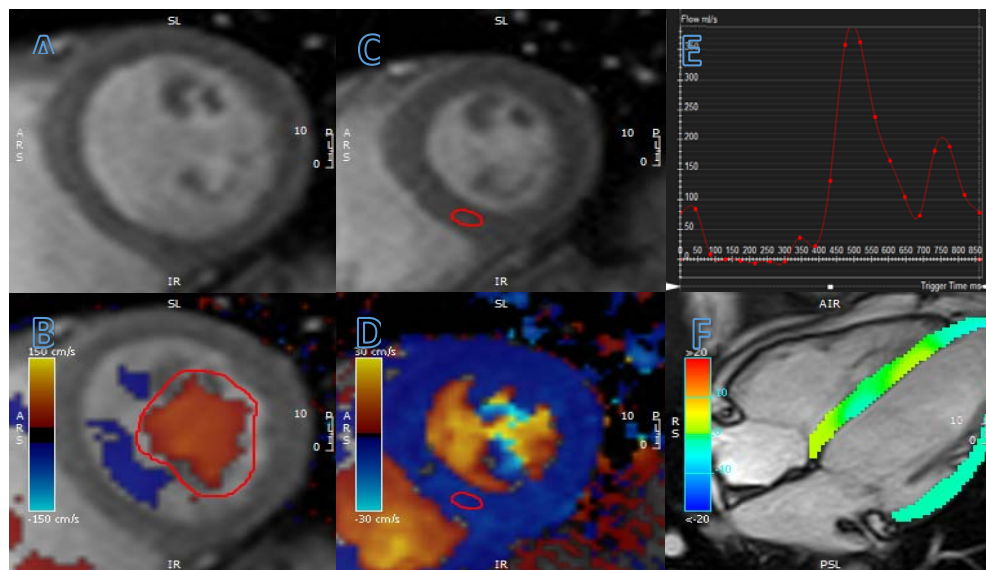 A
SL
A
R
S
10
0
P
IR
C
SL
A
R
S
10
0
P
IR
E
Flow ml/s
350
300
250
200
150
100
50
0 50 100 150 200 250 300 350 400 450 500 550 600 650 700 750 800 850
Trigger Time ms
B
SL
150 cm/s
A
R
S
10
0
P
-150 cm/s
IR
D
SL
30 cm/s
A
R
S
10
0
P
-30 cm/s
IR
F
AIR
>20
10
0
-10
<-20
R
S
10
0
PSL